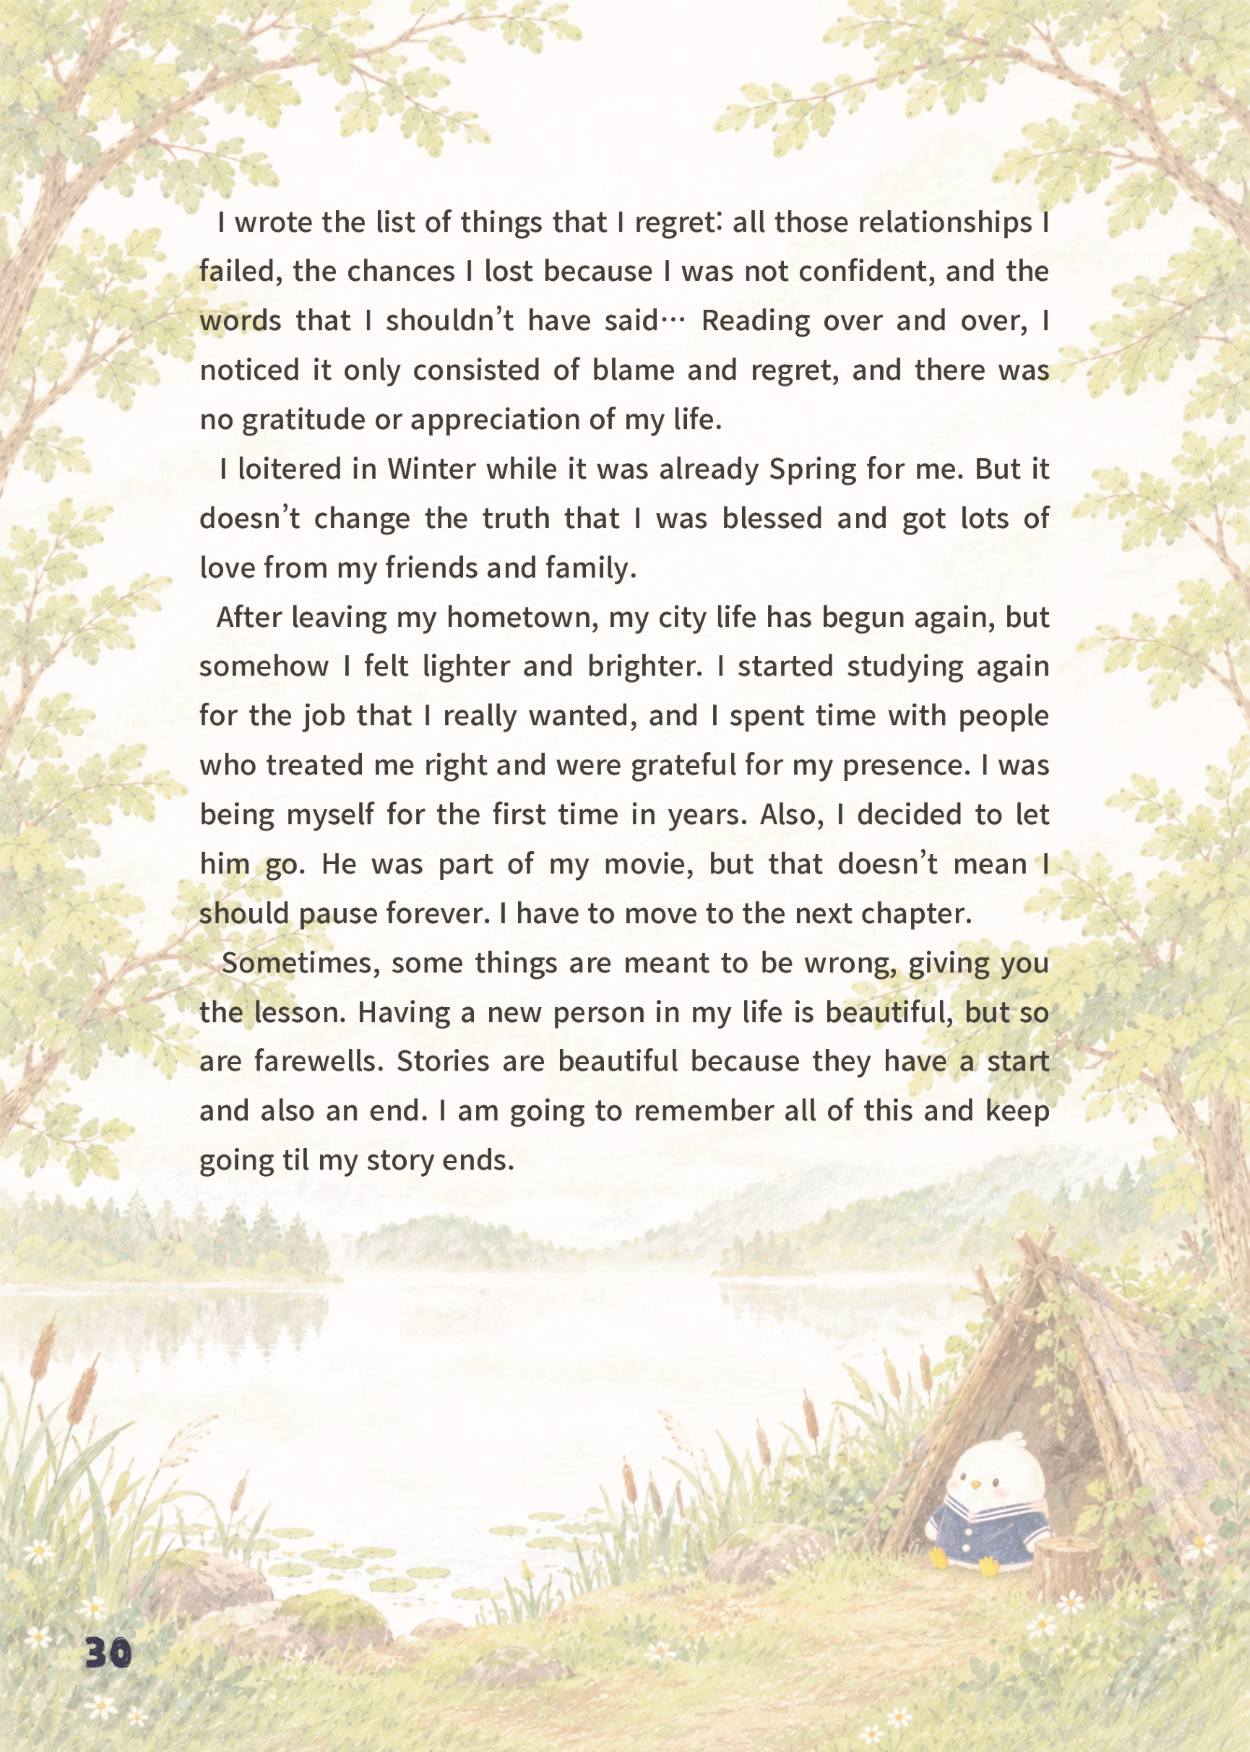 I wrote the list of things that I regret: all those relationships I
failed, the chances I lost because I was not confident, and the
words that I shouldn’t have said⋯ Reading over and over, I
noticed it only consisted of blame and regret, and there was
no gratitude or appreciation of my life.
I loitered in Winter while it was already Spring for me. But it
doesn’t change the truth that I was blessed and got lots of
love from my friends and family.
After leaving my hometown, my city life has begun again, but
somehow I felt lighter and brighter. I started studying again
for the job that I really wanted, and I spent time with people
who treated me right and were grateful for my presence. I was
being myself for the first time in years. Also, I decided to let
him go. He was part of my movie, but that doesn’t mean I
should pause forever. I have to move to the next chapter.
Sometimes, some things are meant to be wrong, giving you
the lesson. Having a new person in my life is beautiful, but so
are farewells. Stories are beautiful because they have a start
and also an end. I am going to remember all of this and keep
going til my story ends.
30